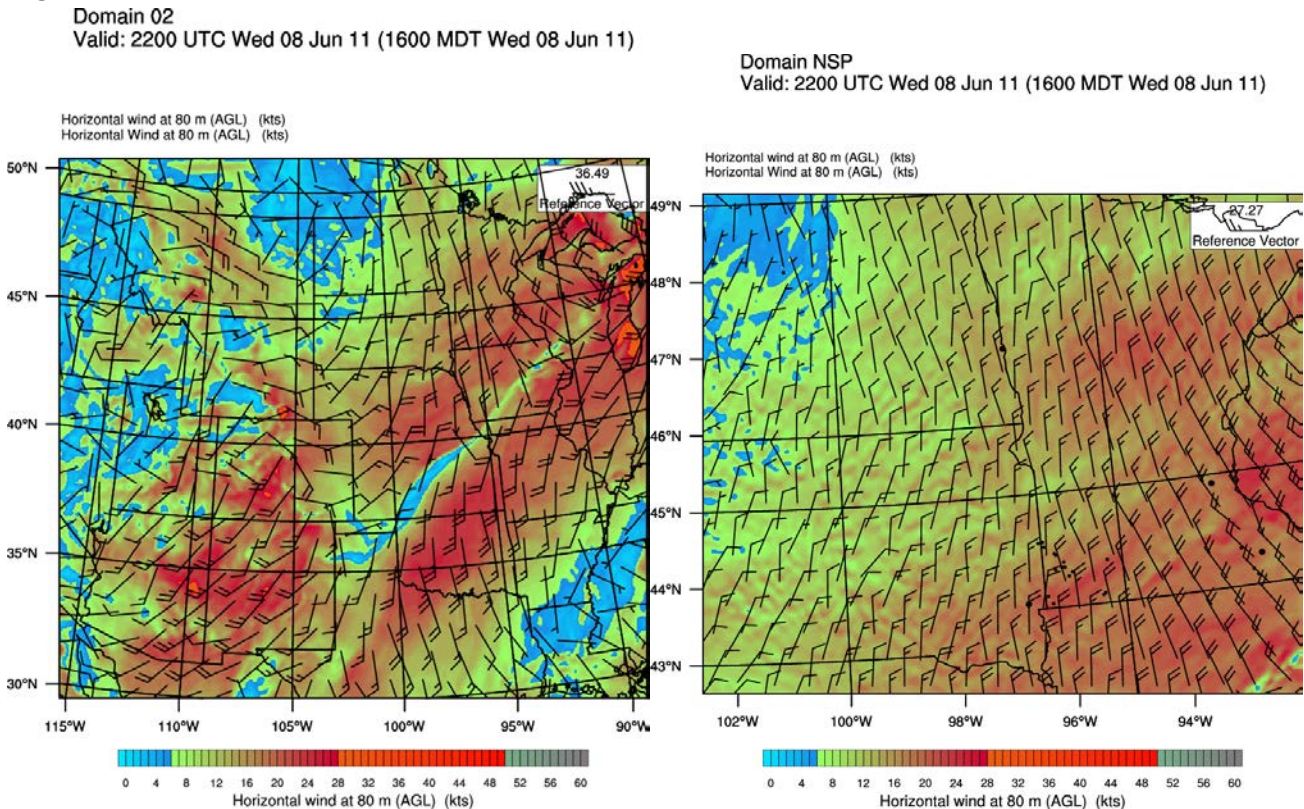 Domain 02
Valid: 2200 UTC Wed 08 Jun 11 (1600 MDT Wed 08 Jun 11)
Horizontal wind at 80 m (AGL) (kts)
Horizontal Wind at 80 m (AGL) (kts)
36.49
Reference Vector
50°N
45°N
40°N
35°N
30°N
115°W
110°W
105°W
100°W
95°W
90°W
0 4 8 12 16 20 24 28 32 36 40 44 48 52 56 60
Horizontal wind at 80 m (AGL) (kts)
Domain NSP
Valid: 2200 UTC Wed 08 Jun 11 (1600 MDT Wed 08 Jun 11)
Horizontal wind at 80 m (AGL) (kts)
Horizontal Wind at 80 m (AGL) (kts)
27.27
Reference Vector
49°N
48°N
47°N
46°N
45°N
44°N
43°N
102°W
100°W
98°W
96°W
94°W
0 4 8 12 16 20 24 28 32 36 40 44 48 52 56 60
Horizontal wind at 80 m (AGL) (kts)